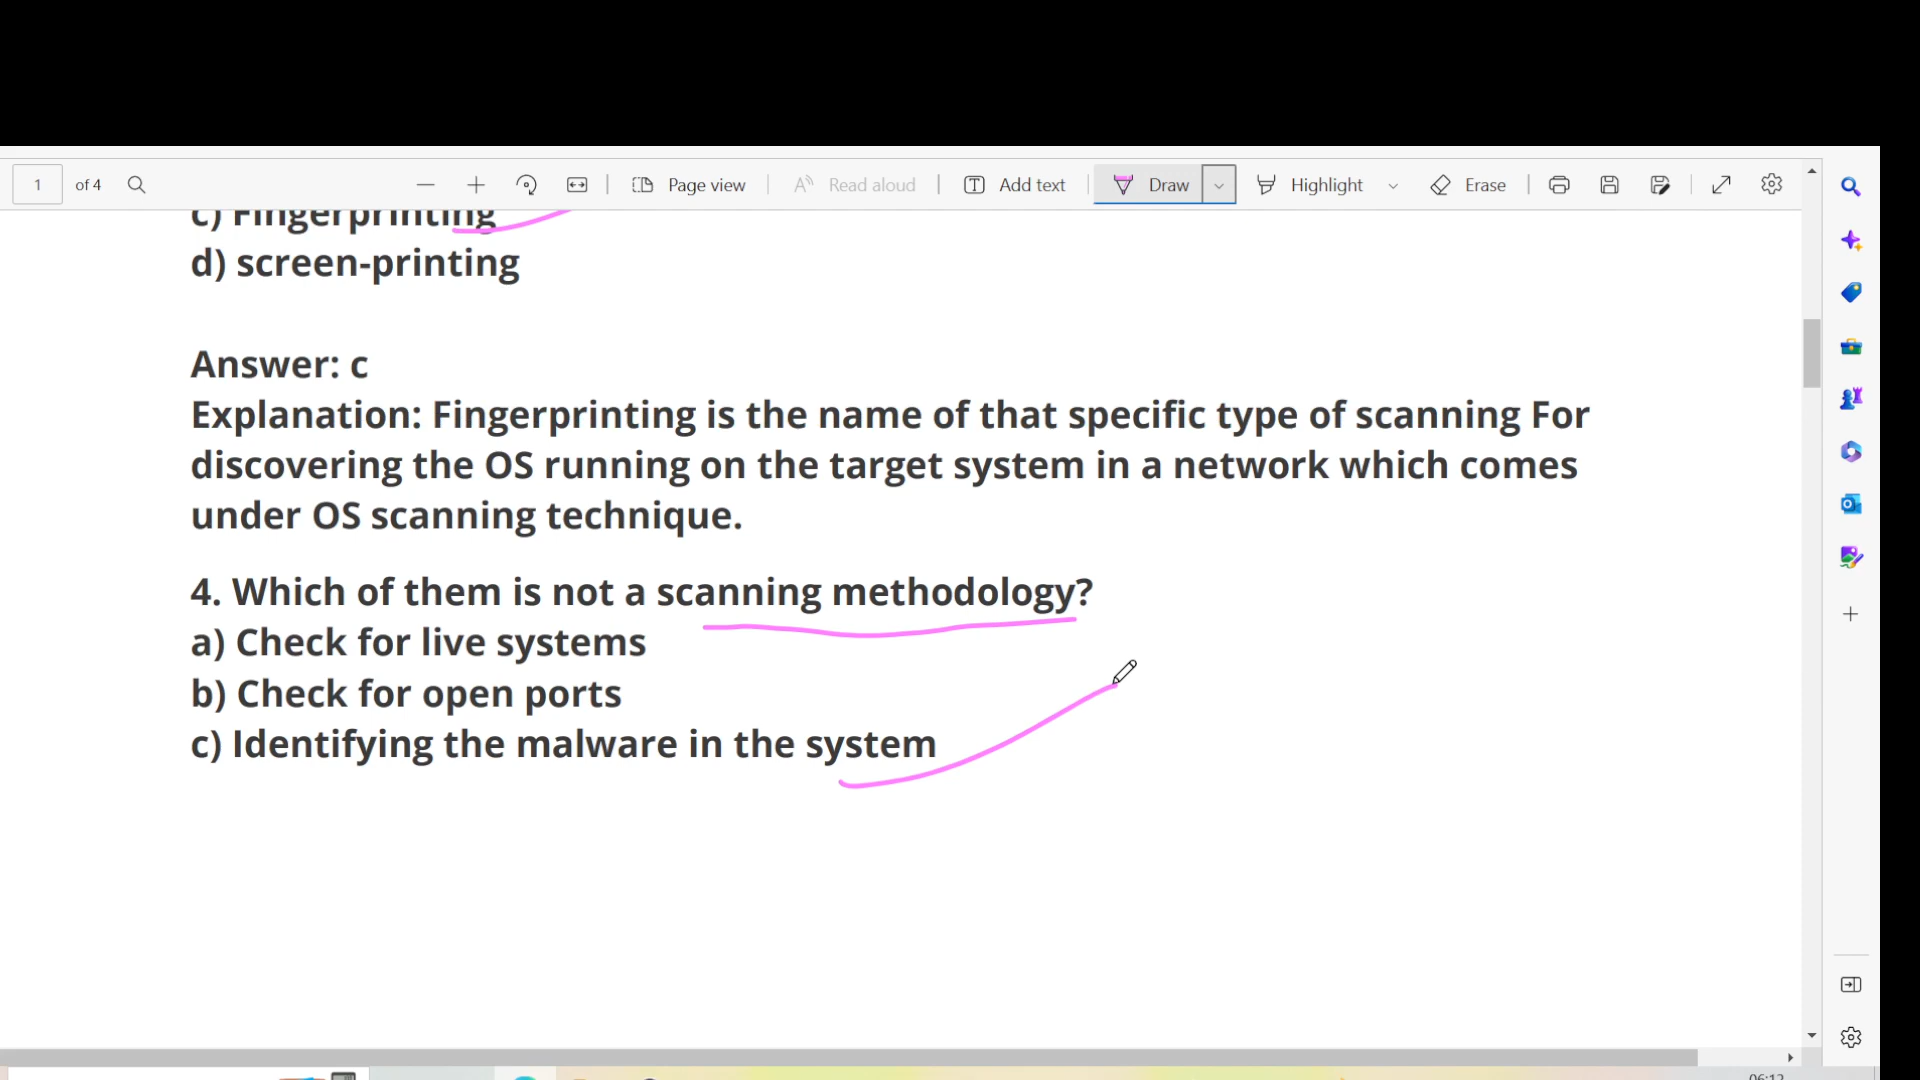 1 of 4 Page view Read aloud Add text Draw Highlight Erase
c) Fingerprinting
d) screen-printing
Answer: c
Explanation: Fingerprinting is the name of that specific type of scanning For
discovering the OS running on the target system in a network which comes
under OS scanning technique.
4. Which of them is not a scanning methodology?
a) Check for live systems
b) Check for open ports
c) Identifying the malware in the system